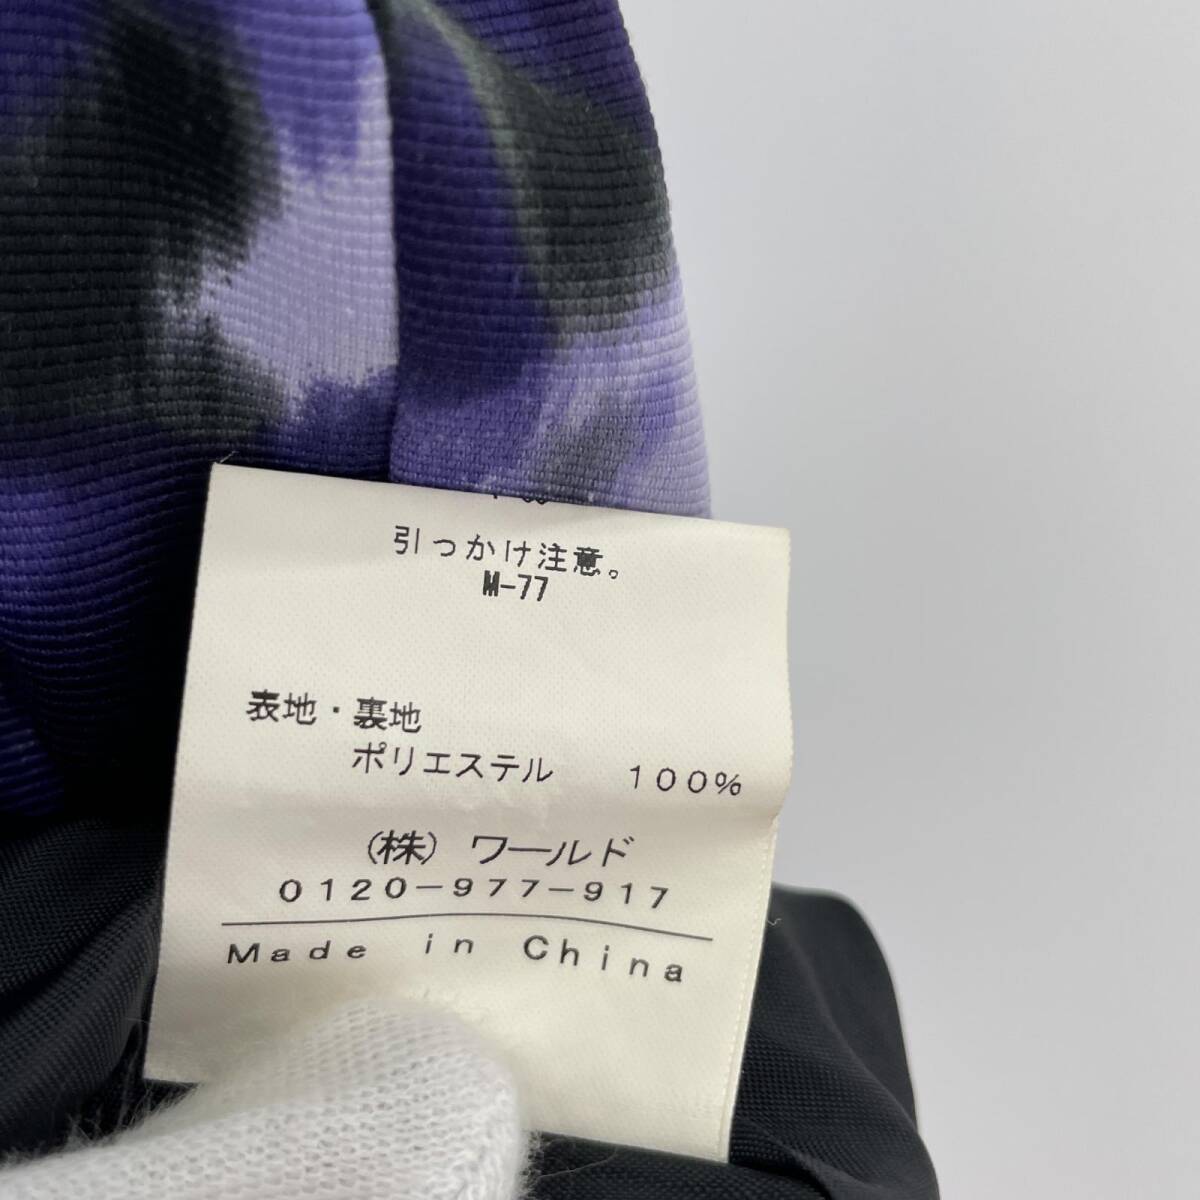 引っかけ注意。
M-77
表地・裏地
ポリエステル 100%
(株) ワールド
0120-977-917
Made in China